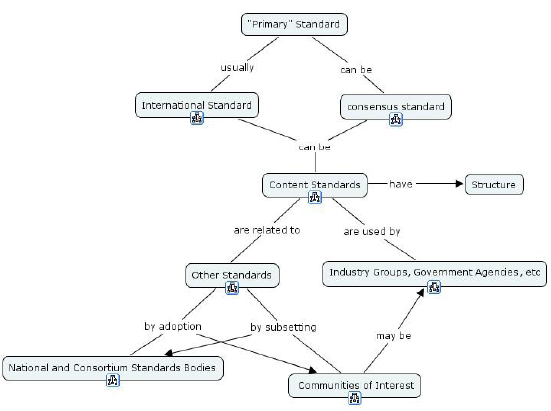 "Primary" Standard
usually
can be
International Standard
consensus standard
can be
Content Standards
have
Structure
are related to
are used by
Other Standards
Industry Groups, Government Agencies, etc
by adoption
by subsetting
may be
National and Consortium Standards Bodies
Communities of Interest